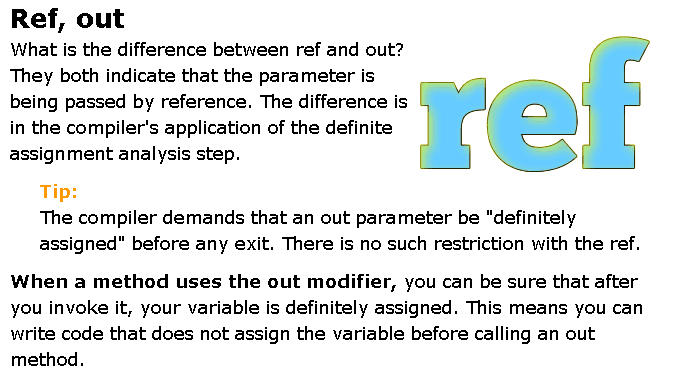 Ref, out
What is the difference between ref and out?
They both indicate that the parameter is
being passed by reference. The difference is
in the compiler's application of the definite
assignment analysis step.
ref
Tip:
The compiler demands that an out parameter be "definitely
assigned" before any exit. There is no such restriction with the ref.
When a method uses the out modifier, you can be sure that after
you invoke it, your variable is definitely assigned. This means you can
write code that does not assign the variable before calling an out
method.